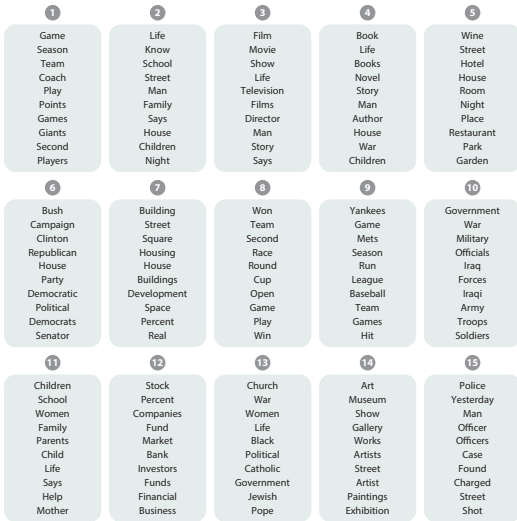 1
Game
Season
Team
Coach
Play
Points
Games
Giants
Second
Players
2
Life
Know
School
Street
Man
Family
Says
House
Children
Night
3
Film
Movie
Show
Life
Television
Films
Director
Man
Story
Says
4
Book
Life
Books
Novel
Story
Man
Author
House
War
Children
5
Wine
Street
Hotel
House
Room
Night
Place
Restaurant
Park
Garden
6
Bush
Campaign
Clinton
Republican
House
Party
Democratic
Political
Democrats
Senator
7
Building
Street
Square
Housing
House
Buildings
Development
Space
Percent
Real
8
Won
Team
Second
Race
Round
Cup
Open
Game
Play
Win
9
Yankees
Game
Mets
Season
Run
League
Baseball
Team
Games
Hit
10
Government
War
Military
Officials
Iraq
Forces
Iraqi
Army
Troops
Soldiers
11
Children
School
Women
Family
Parents
Child
Life
Says
Help
Mother
12
Stock
Percent
Companies
Fund
Market
Bank
Investors
Funds
Financial
Business
13
Church
War
Women
Life
Black
Political
Catholic
Government
Jewish
Pope
14
Art
Museum
Show
Gallery
Works
Artists
Street
Artist
Paintings
Exhibition
15
Police
Yesterday
Man
Officer
Officers
Case
Found
Charged
Street
Shot